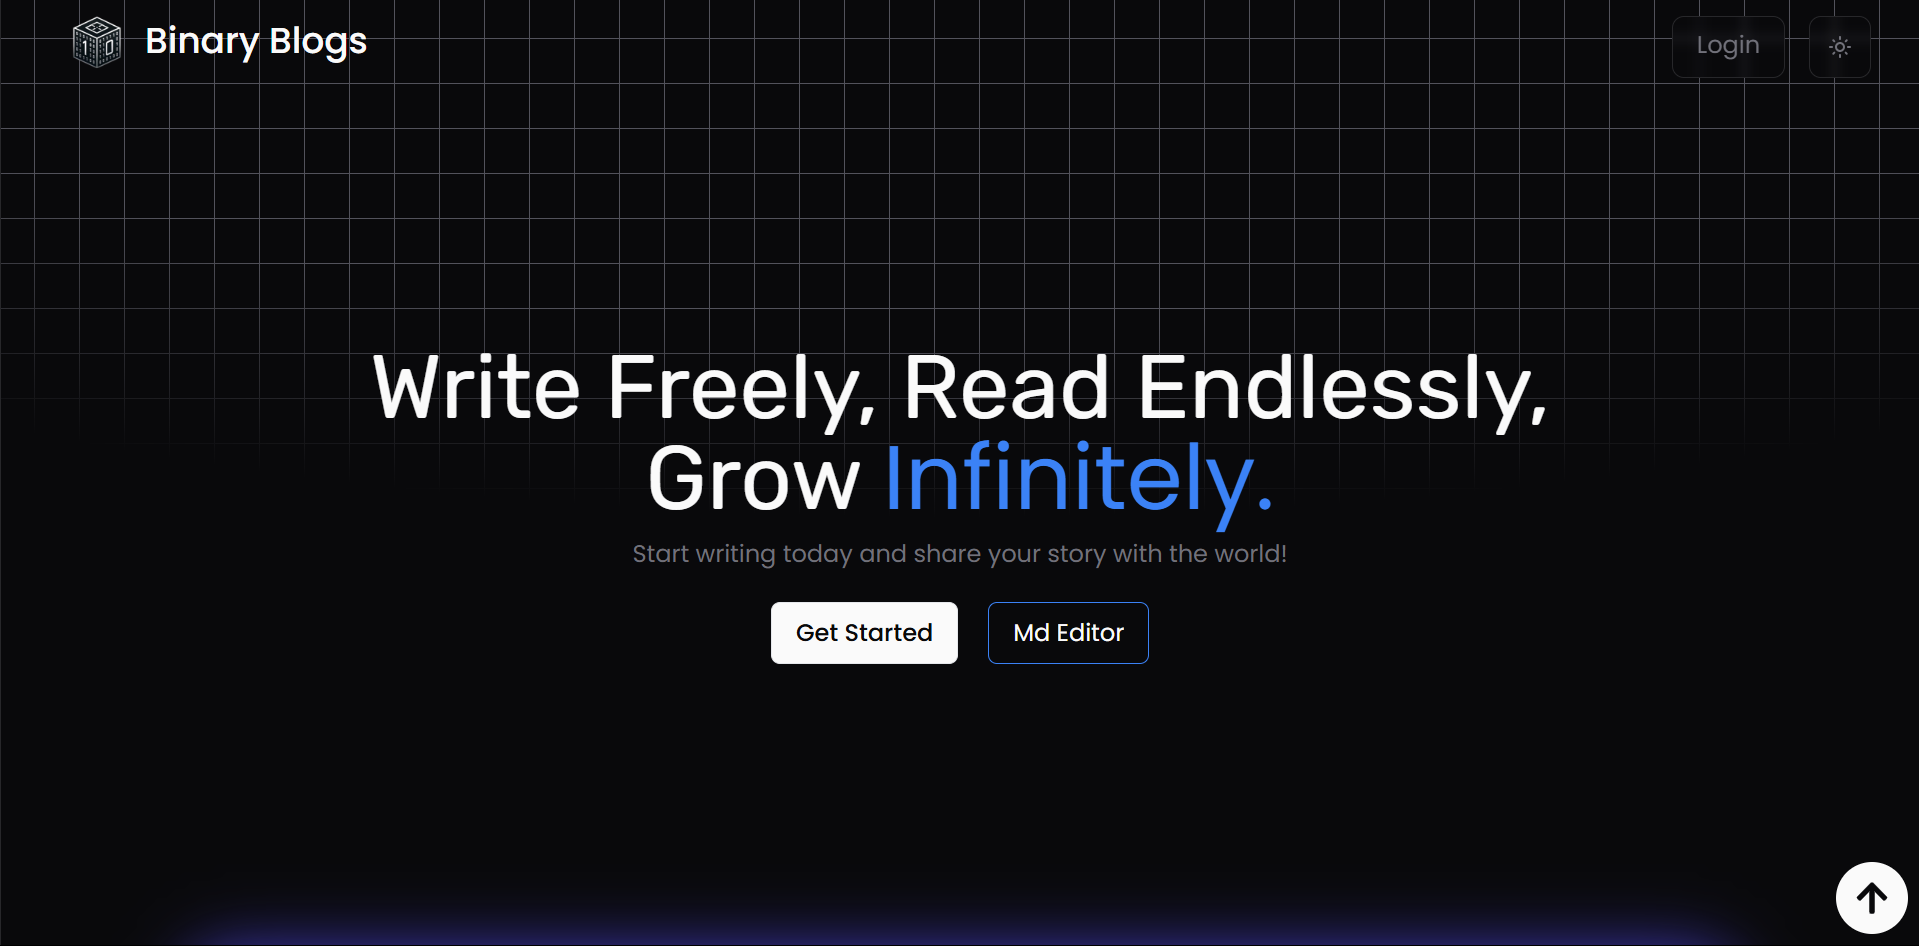 Binary Blogs
Login
Write Freely, Read Endlessly,
Grow Infinitely.
Start writing today and share your story with the world!
Get Started
Md Editor